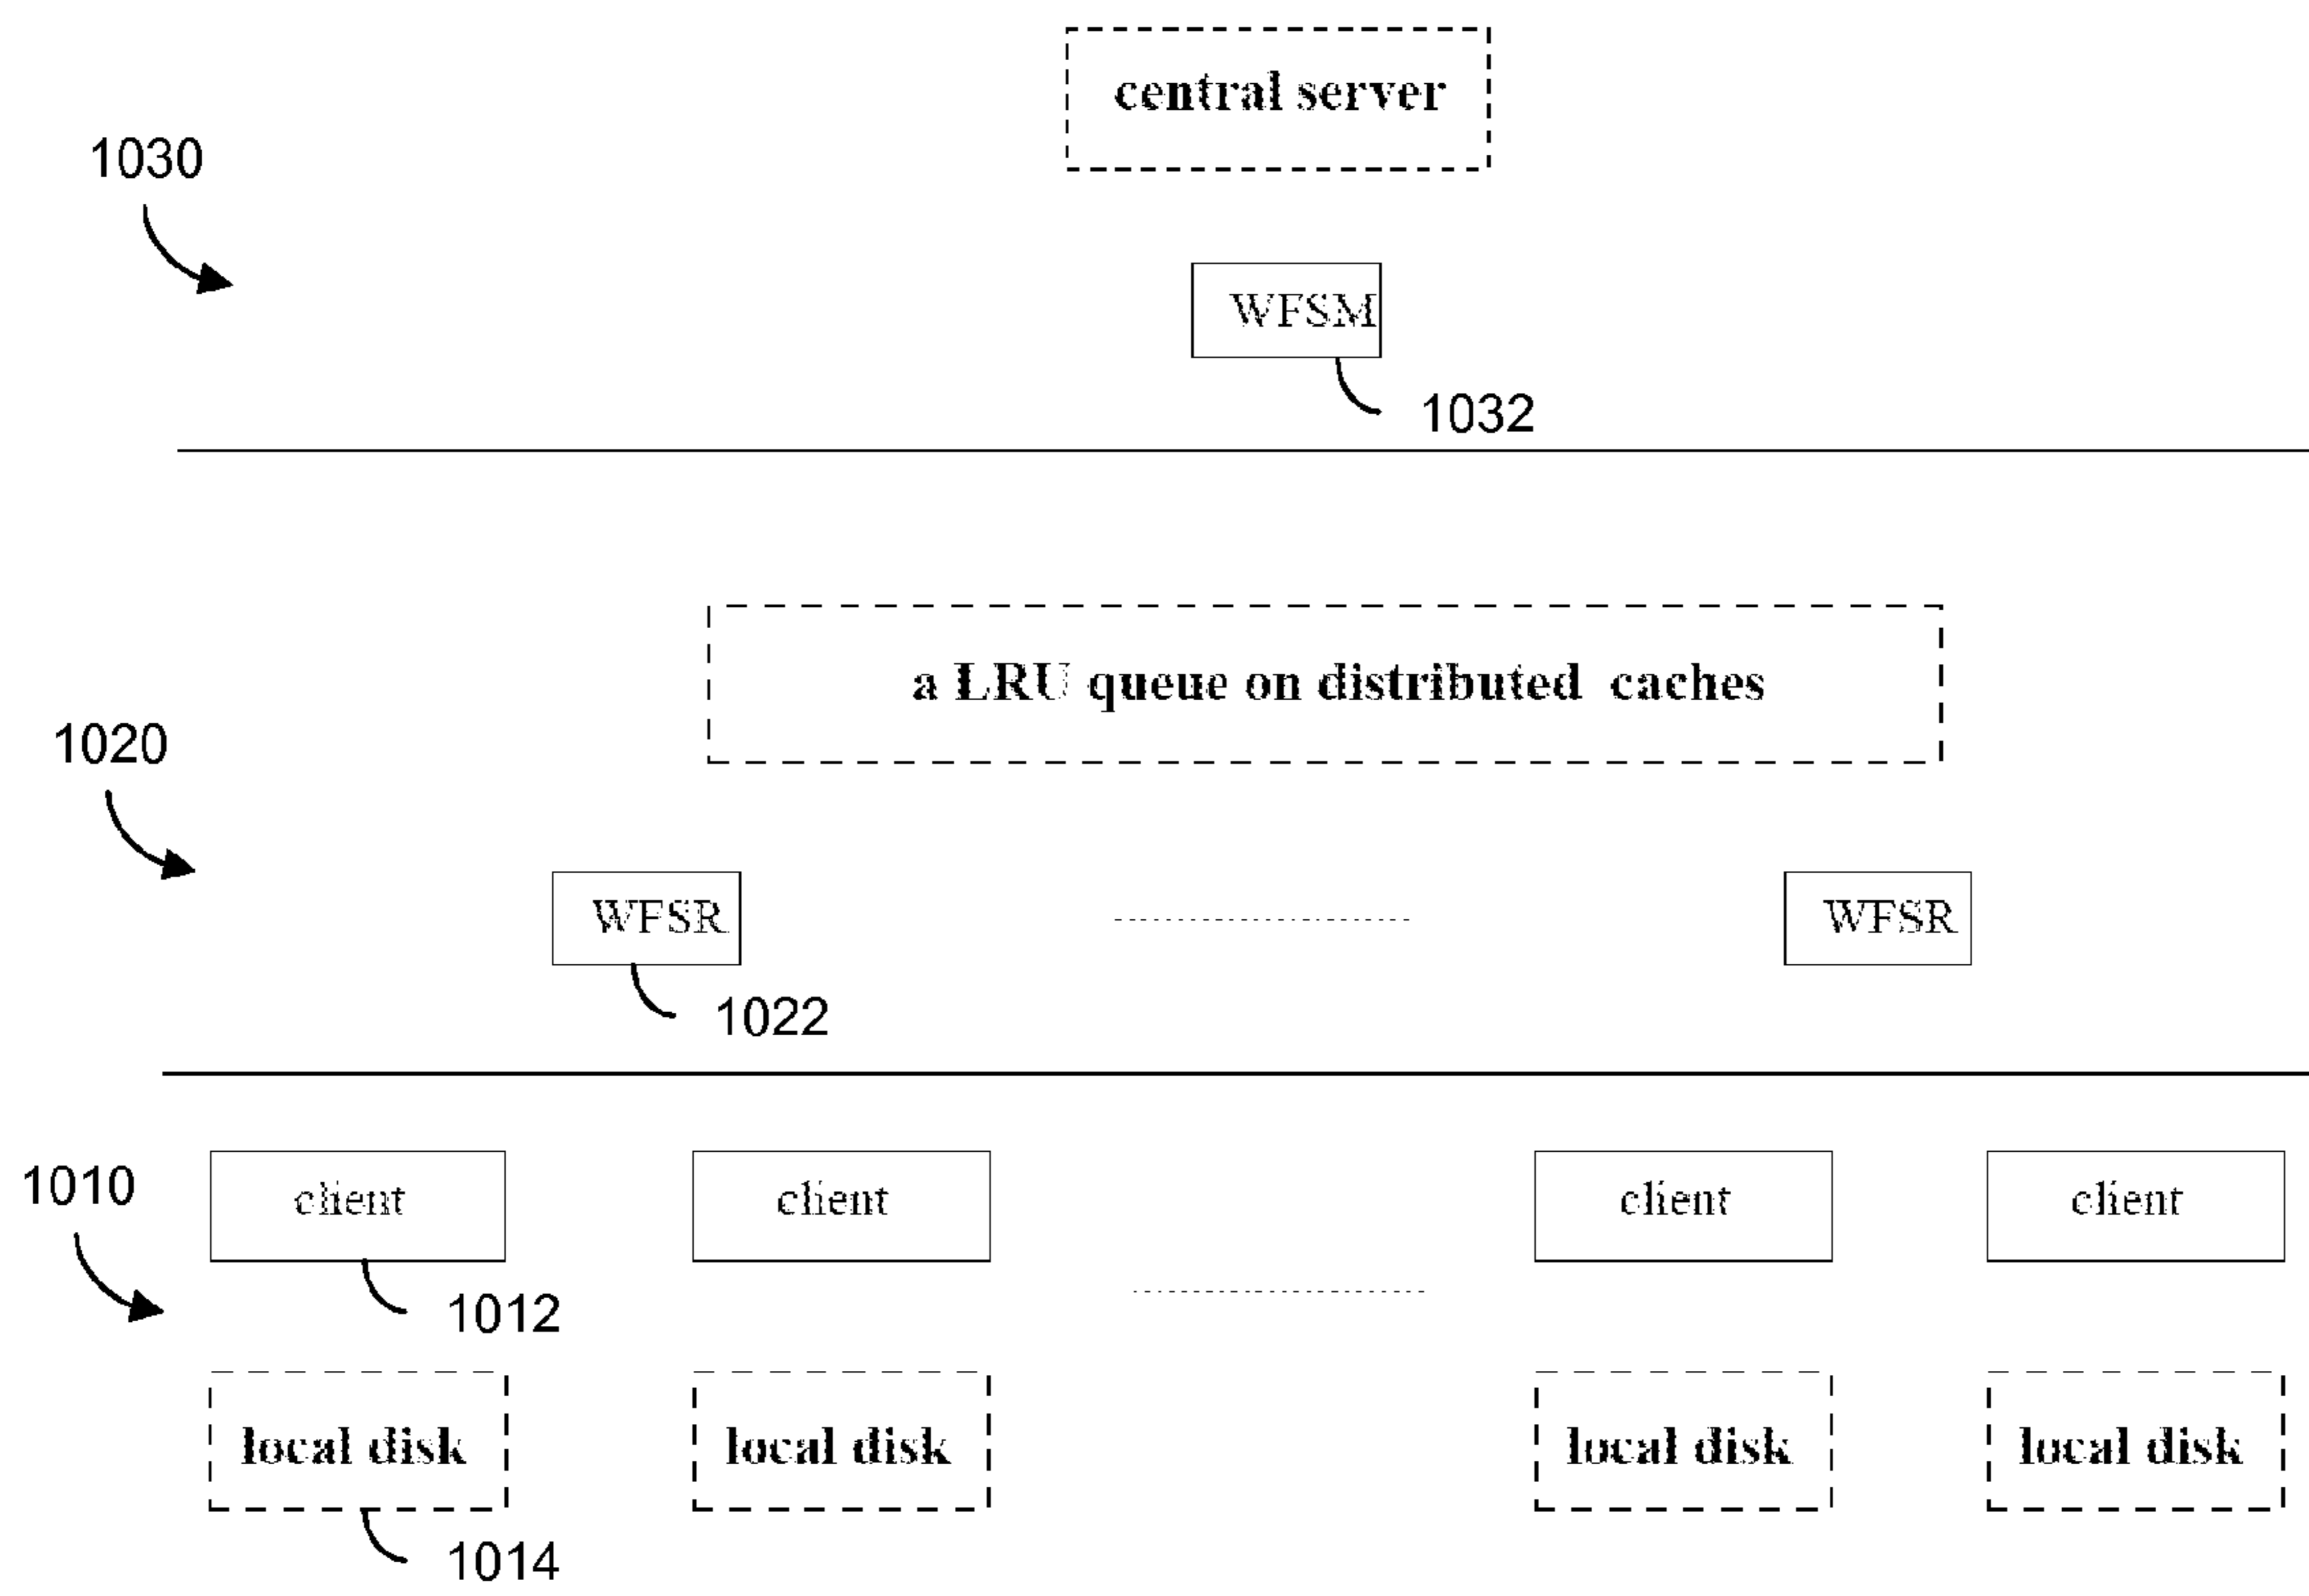 central server
1030
WFSM
1032
a LRU queue on distributed caches
1020
WFSR WFSR
1022
1010
client client client client
1012
local disk local disk local disk local disk
1014